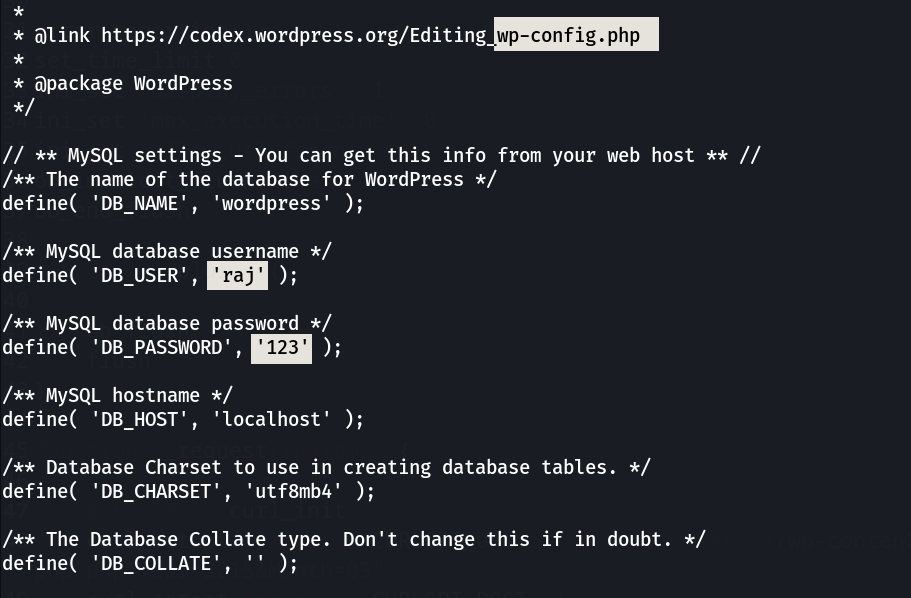 *
* @link https://codex.wordpress.org/Editing_wp-config.php
*
* @package WordPress
*/
// ** MySQL settings - You can get this info from your web host ** //
/** The name of the database for WordPress */
define( 'DB_NAME', 'wordpress' );
/** MySQL database username */
define( 'DB_USER', 'raj' );
/** MySQL database password */
define( 'DB_PASSWORD', '123' );
/** MySQL hostname */
define( 'DB_HOST', 'localhost' );
/** Database Charset to use in creating database tables. */
define( 'DB_CHARSET', 'utf8mb4' );
/** The Database Collate type. Don't change this if in doubt. */
define( 'DB_COLLATE', '' );